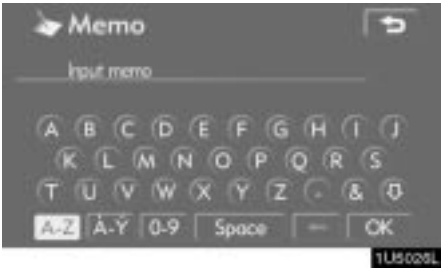 Memo
Input memo
A B C D E F G H I J
K L M N O P Q R S
T U V W X Y Z - & 
A-Z À-Ý 0-9 Space ← OK
1U5026L